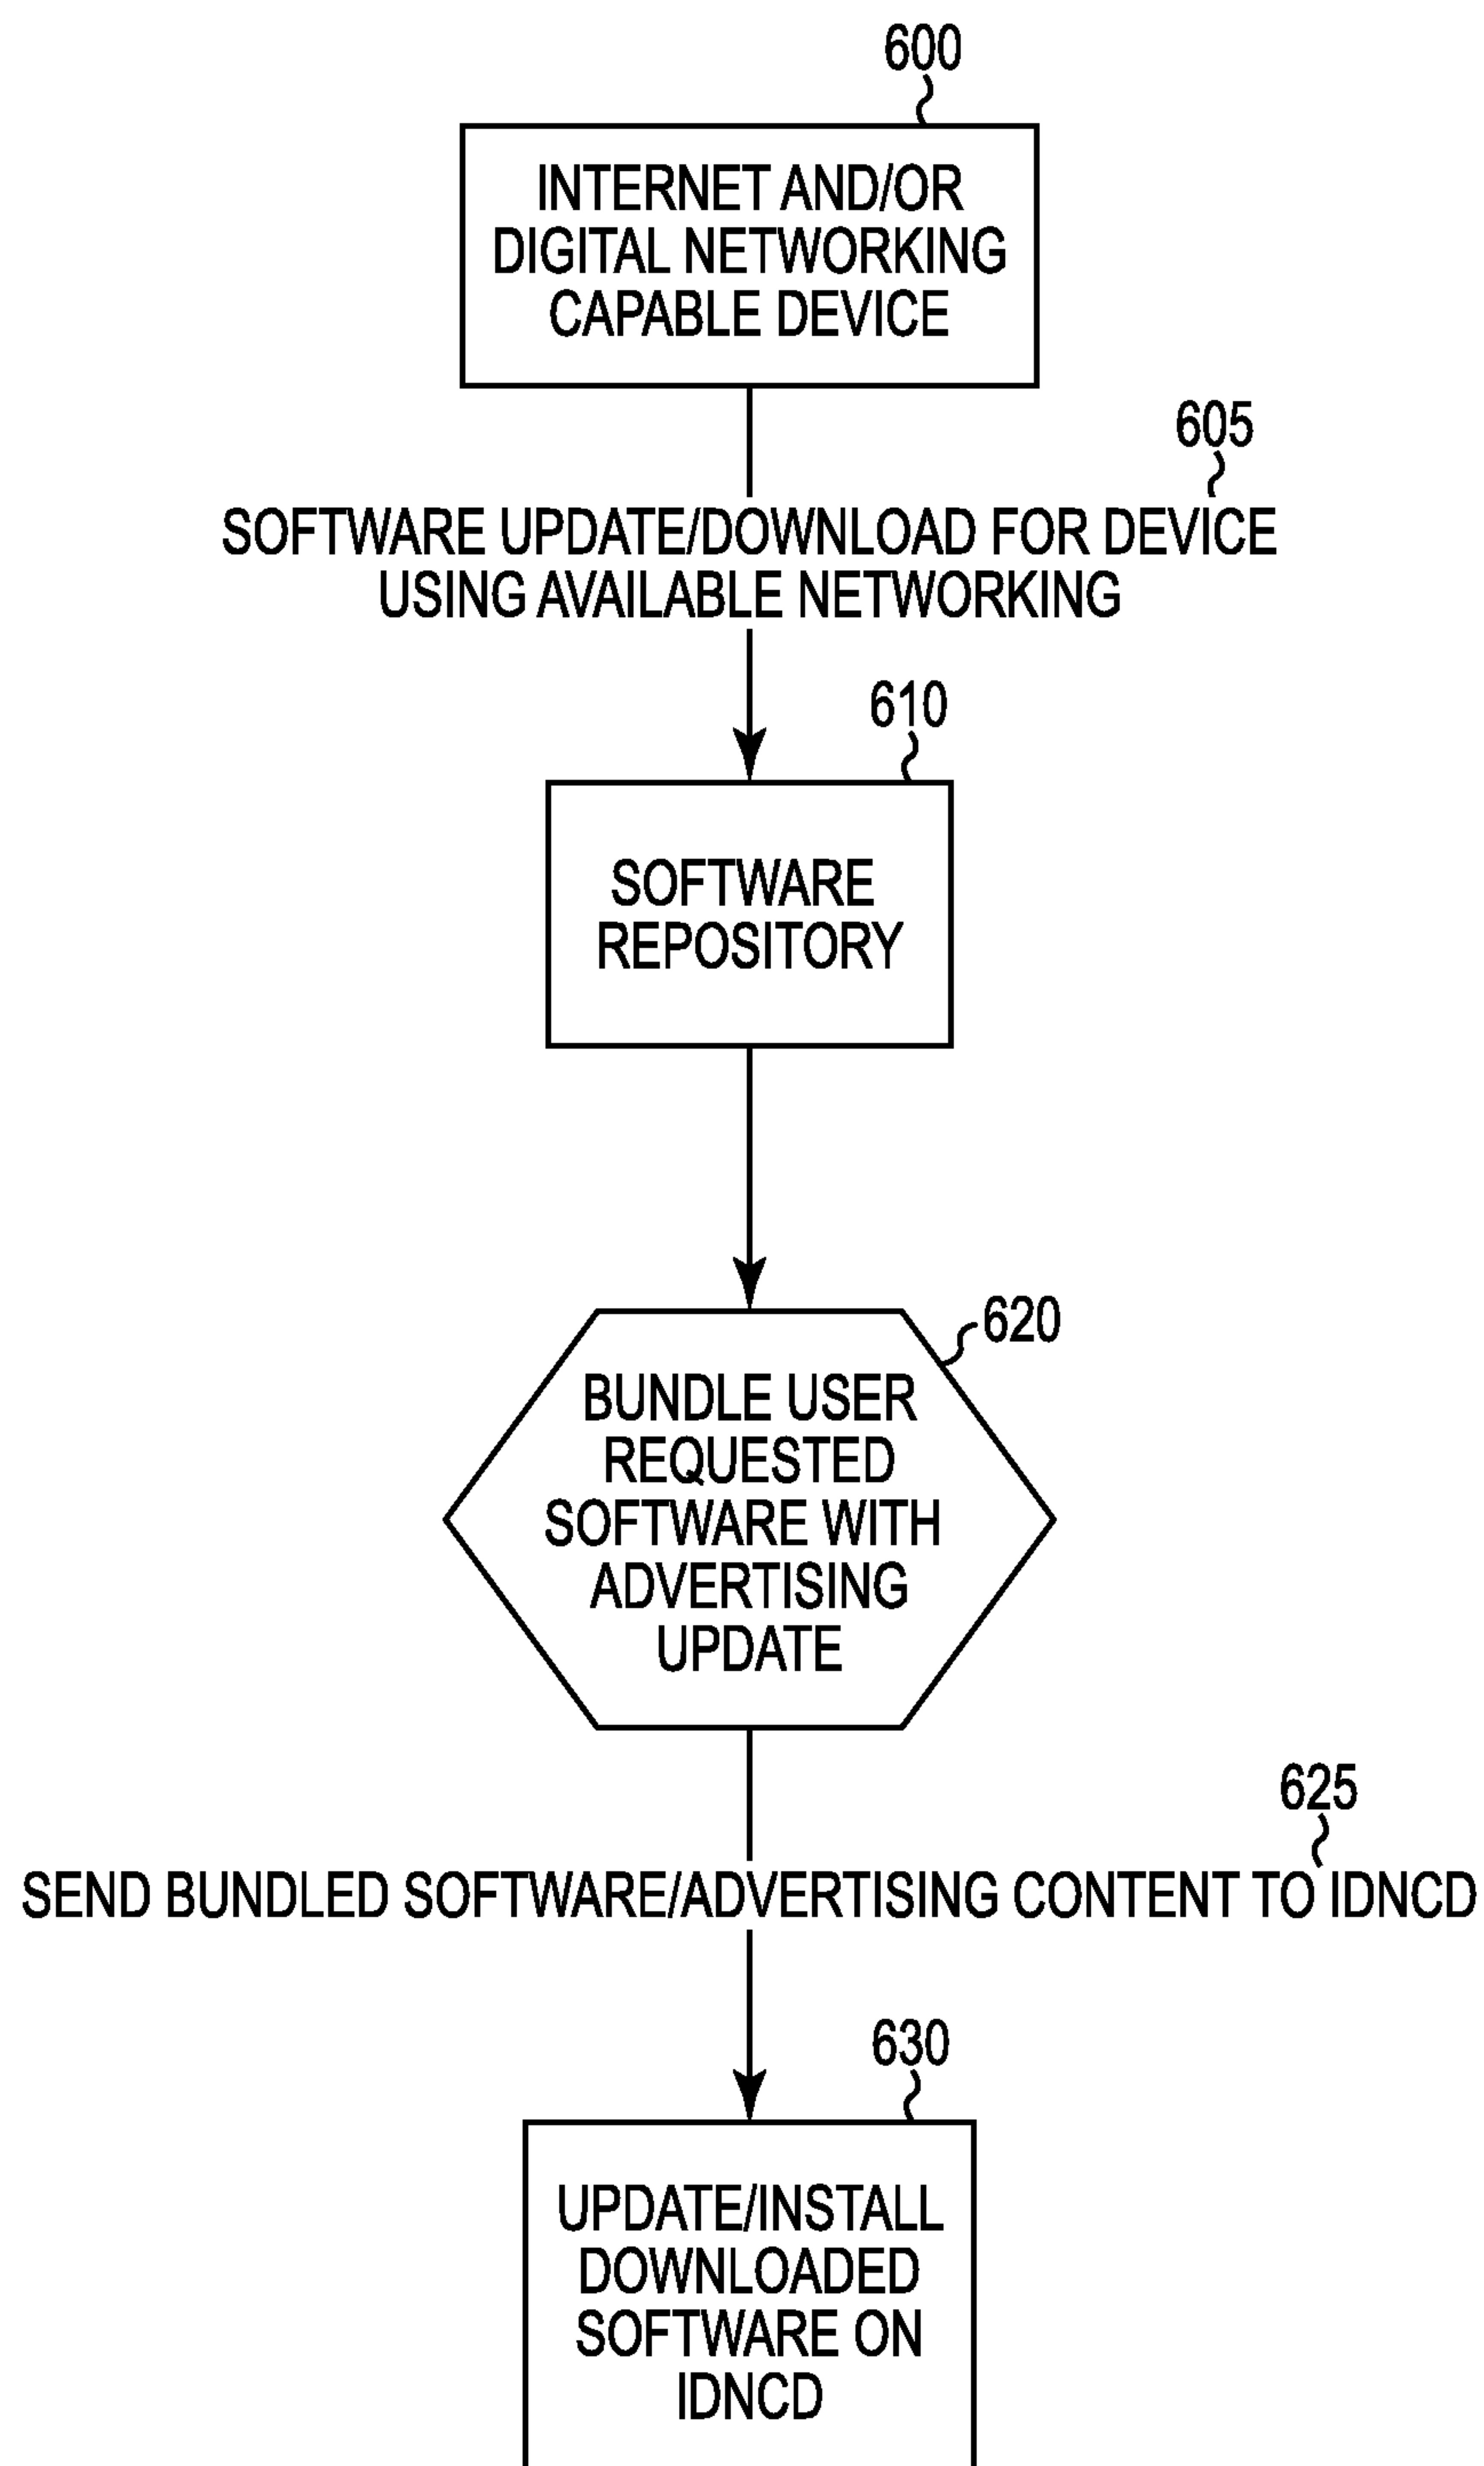 600
INTERNET AND/OR
DIGITAL NETWORKING
CAPABLE DEVICE
605
SOFTWARE UPDATE/DOWNLOAD FOR DEVICE
USING AVAILABLE NETWORKING
610
SOFTWARE
REPOSITORY
620
BUNDLE USER
REQUESTED
SOFTWARE WITH
ADVERTISING
UPDATE
625
SEND BUNDLED SOFTWARE/ADVERTISING CONTENT TO IDNCD
630
UPDATE/INSTALL
DOWNLOADED
SOFTWARE ON
IDNCD